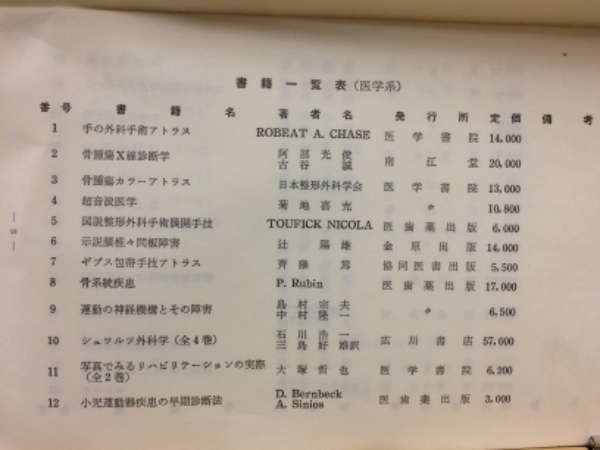 書籍一覧表(医学系)
番号 書籍名 著者名 発行所 定価 備考
1 手の外科手術アトラス ROBEAT A. CHASE 医学書院 14,000
2 骨腫瘍X線診断学 阿部光俊 古谷誠 南江堂 20,000
3 骨腫瘍カラーアトラス 日本整形外科学会 医学書院 13,000
4 超音波医学 菊地喜充 〃 10,800
5 図説整形外科手術展開手技 TOUFICK NICOLA 医歯薬出版 6,000
6 示説腰椎々間板障害 辻陽雄 金原出版 14,000
7 ギプス包帯手技アトラス 斉藤篤 協同医書出版 5,500
8 骨系統疾患 P. Rubin 医歯薬出版 17,000
9 運動の神経機構とその障害 島村宗夫 中村隆一 〃 6,500
10 シュワルツ外科学(全4巻) 石川浩一 三島好雄訳 広川書店 57,000
11 写真でみるリハビリテーションの実際
(全2巻) 大塚哲也 医学書院 6,200
12 小児運動器疾患の早期診断法 D. Bernbeck A. Sinios 医歯薬出版 3,000